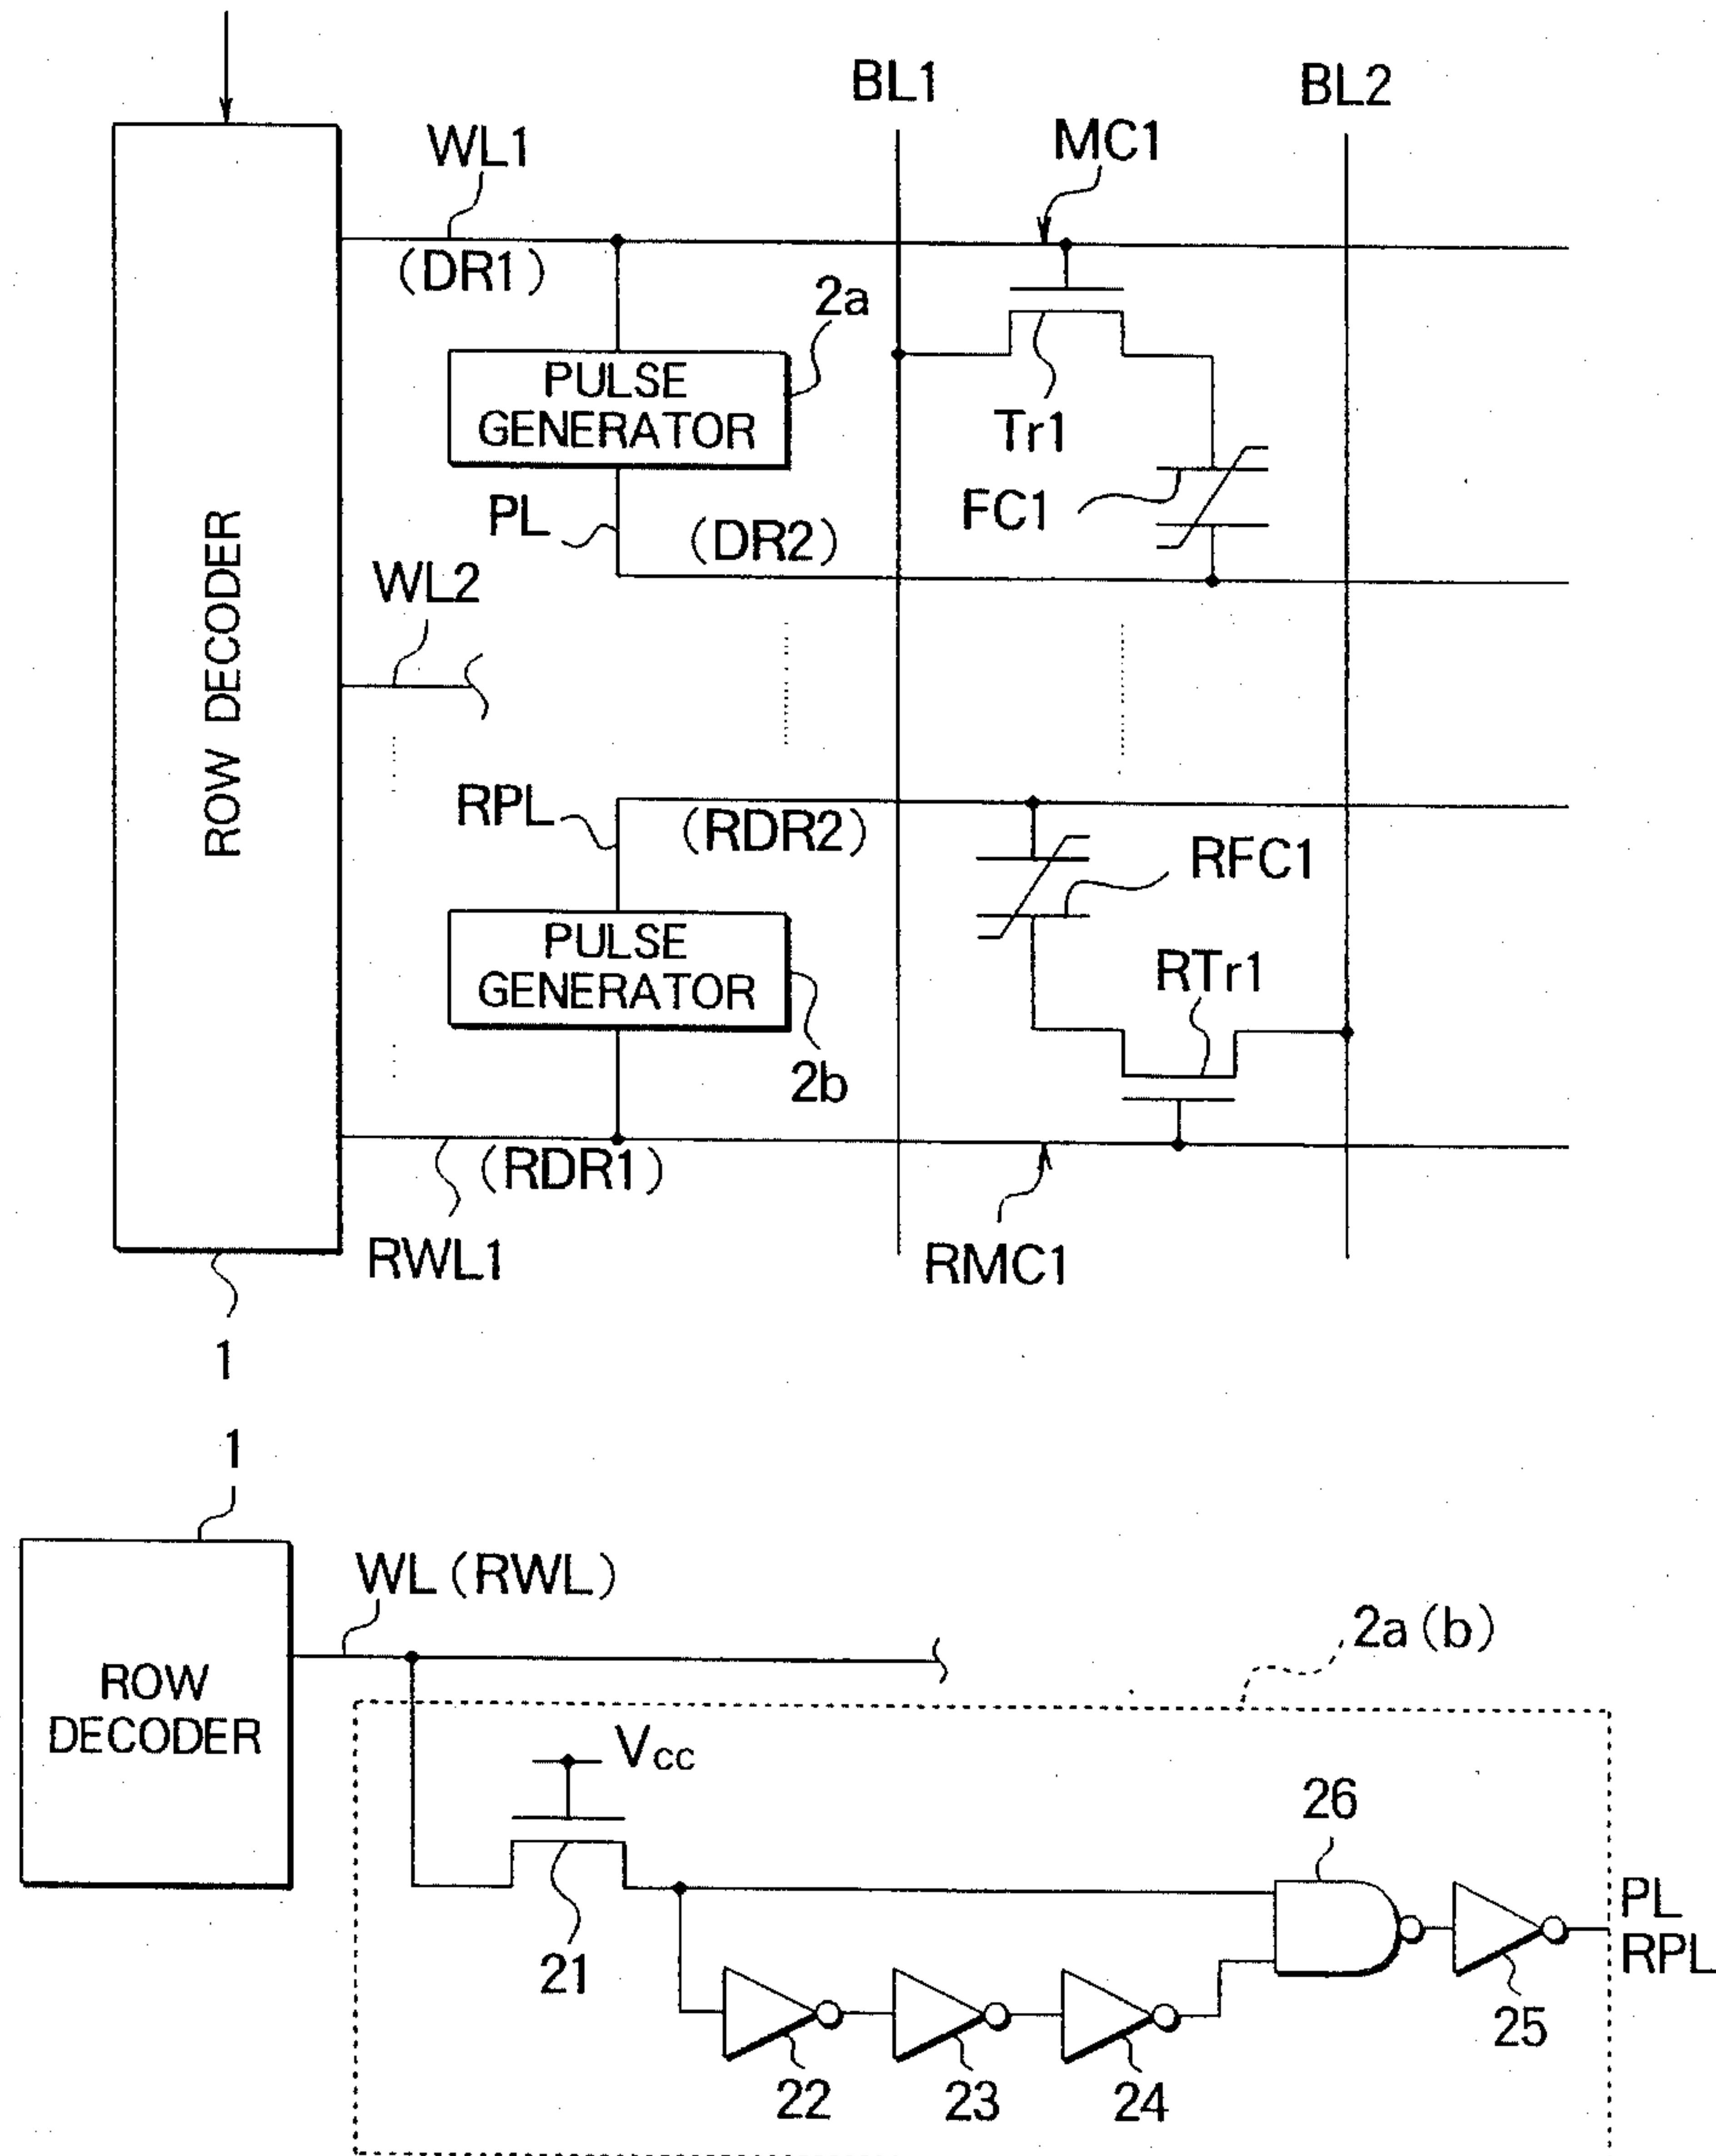 BL1
BL2
WL1
MC1
(DR1)
2a
PULSE
GENERATOR
Tr1
PL
(DR2)
FC1
WL2
ROW DECODER
RPL
(RDR2)
RFC1
PULSE
GENERATOR
RTr1
2b
(RDR1)
RWL1
RMC1
1
1
WL (RWL)
2a (b)
ROW
DECODER
Vcc
26
PL
RPL
21
25
22
23
24